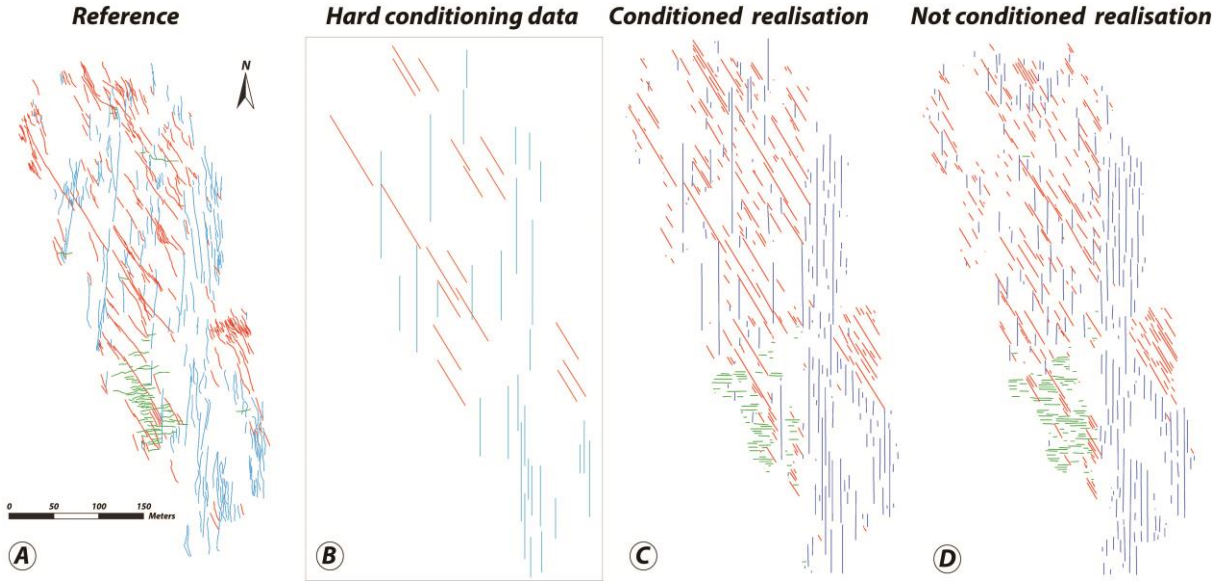 Reference
Hard conditioning data
Conditioned realisation
Not conditioned realisation
N
0 50 100 150
Meters
A
B
C
D